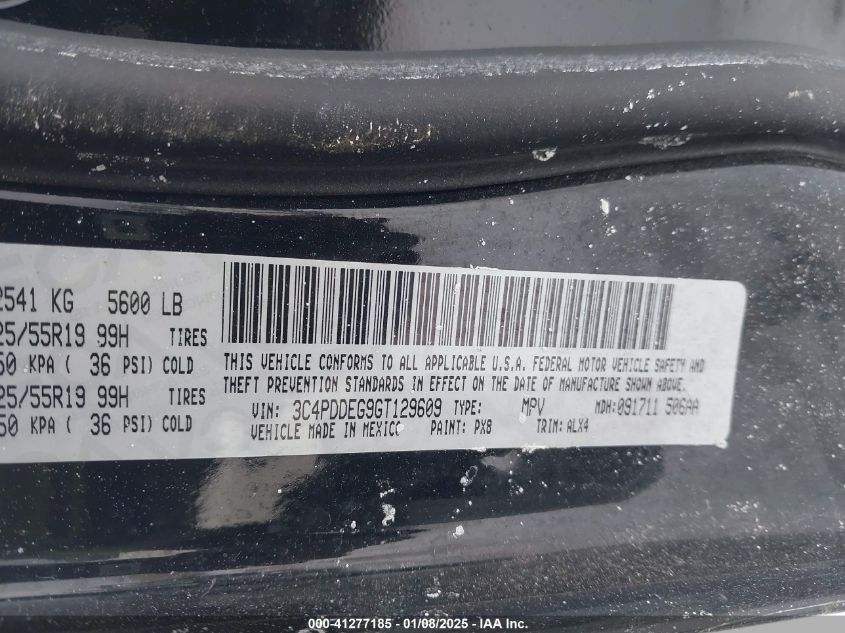 2541 KG 5600 LB
25/55R19 99H TIRES
50 KPA ( 36 PSI) COLD
25/55R19 99H TIRES
50 KPA ( 36 PSI) COLD
THIS VEHICLE CONFORMS TO ALL APPLICABLE U.S.A. FEDERAL MOTOR VEHICLE SAFETY AND
THEFT PREVENTION STANDARDS IN EFFECT ON THE DATE OF MANUFACTURE SHOWN ABOVE.
VIN: 3C4PDDEG9GT129609 TYPE: MPV MDH:091711 506AA
VEHICLE MADE IN MEXICO PAINT: PX8 TRIM: ALX4
000-41277185 - 01/08/2025 - IAA Inc.